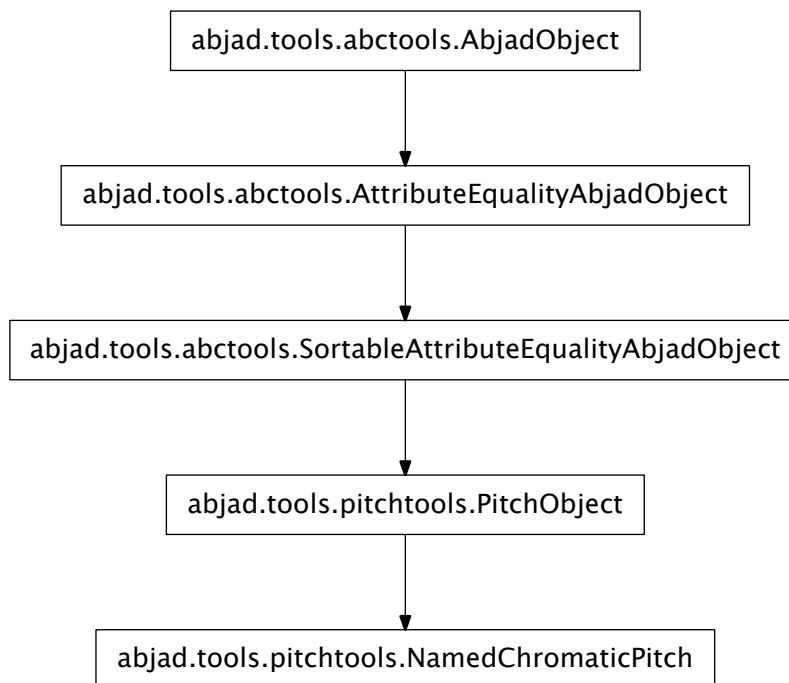 abjad.tools.abctools.AbjadObject
abjad.tools.abctools.AttributeEqualityAbjadObject
abjad.tools.abctools.SortableAttributeEqualityAbjadObject
abjad.tools.pitchtools.PitchObject
abjad.tools.pitchtools.NamedChromaticPitch